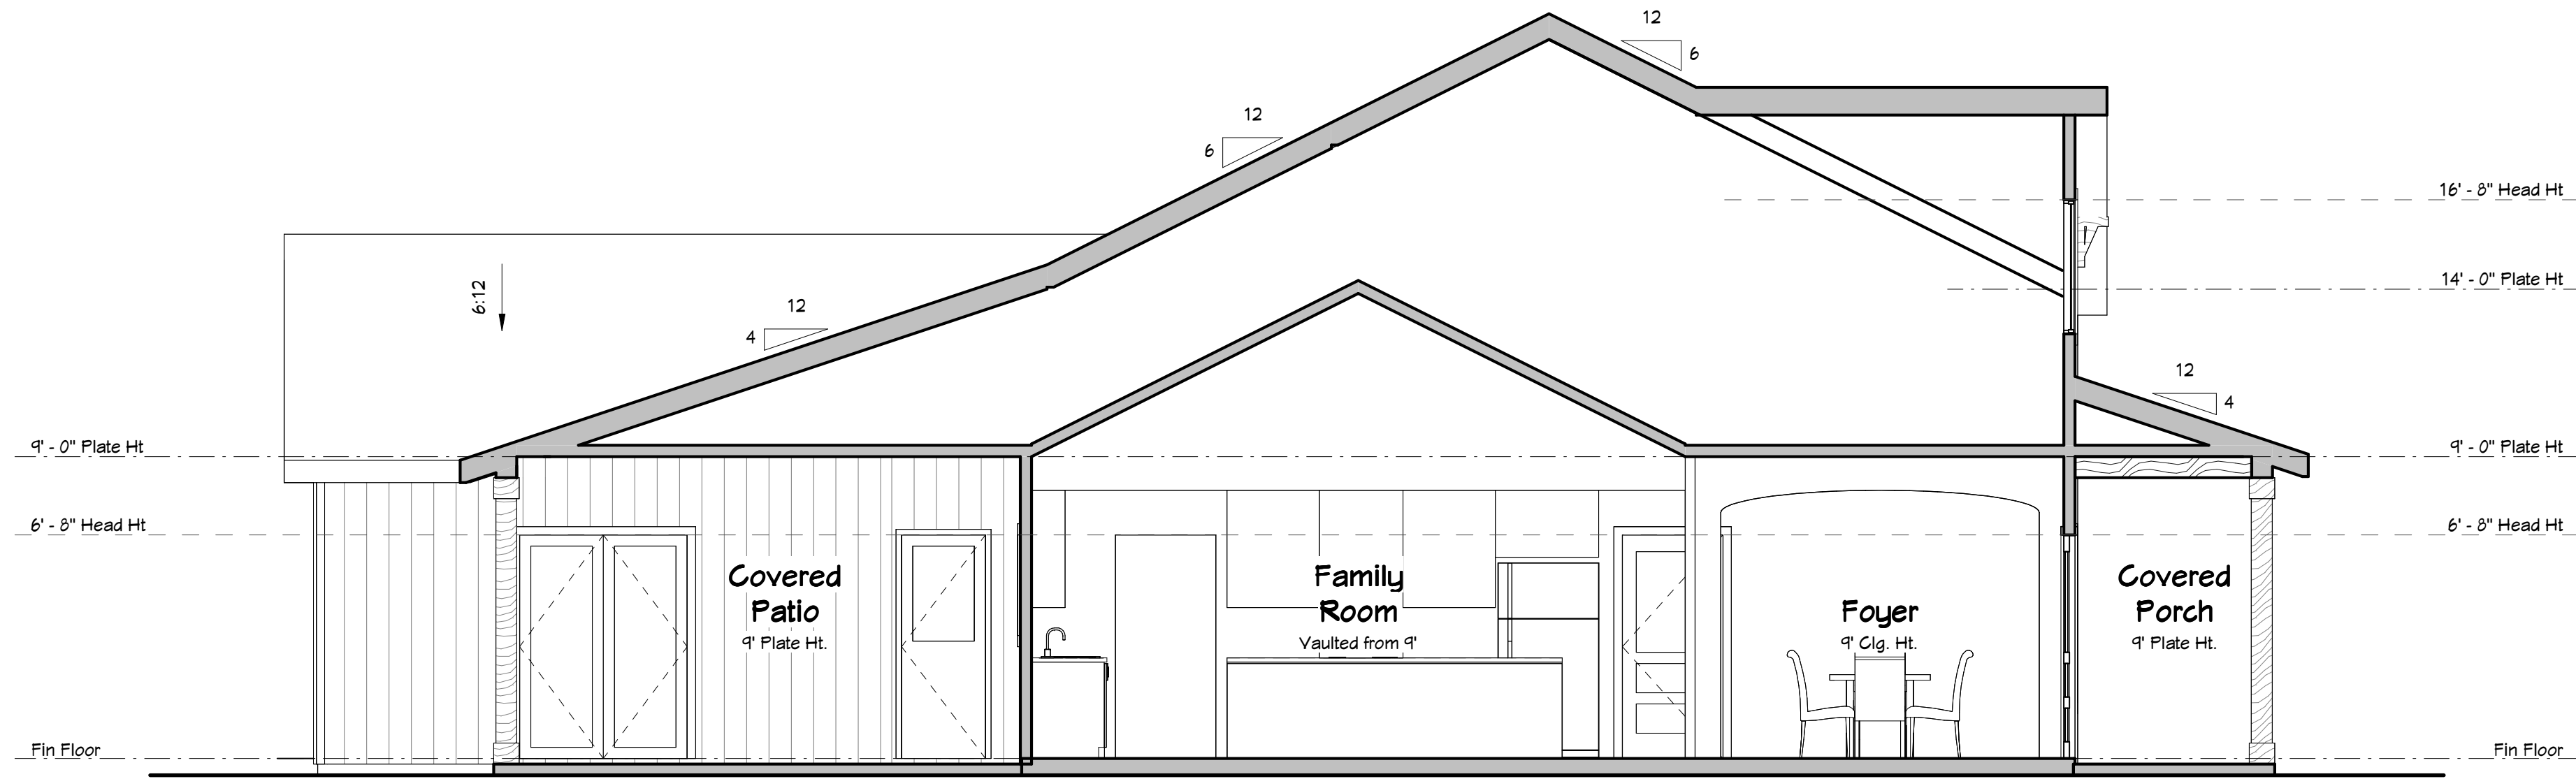 12
6
12
6
16' - 8" Head Ht
14' - 0" Plate Ht
6:12
12
4
12
4
9' - 0" Plate Ht
9' - 0" Plate Ht
6' - 8" Head Ht
6' - 8" Head Ht
Covered
Patio
9' Plate Ht.
Family
Room
Vaulted from 9'
Foyer
9' Clg. Ht.
Covered
Porch
9' Plate Ht.
Fin Floor
Fin Floor